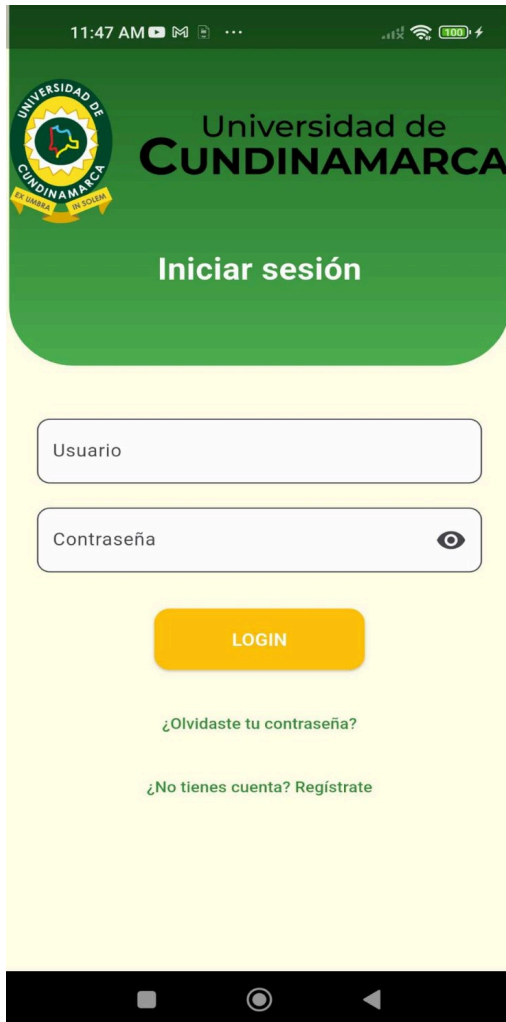 11:47 AM
100
UNIVERSIDAD DE
CUNDINAMARCA
EX UMBRA IN SOLEM
Universidad de
CUNDINAMARCA
Iniciar sesión
Usuario
Contraseña
LOGIN
¿Olvidaste tu contraseña?
¿No tienes cuenta? Regístrate